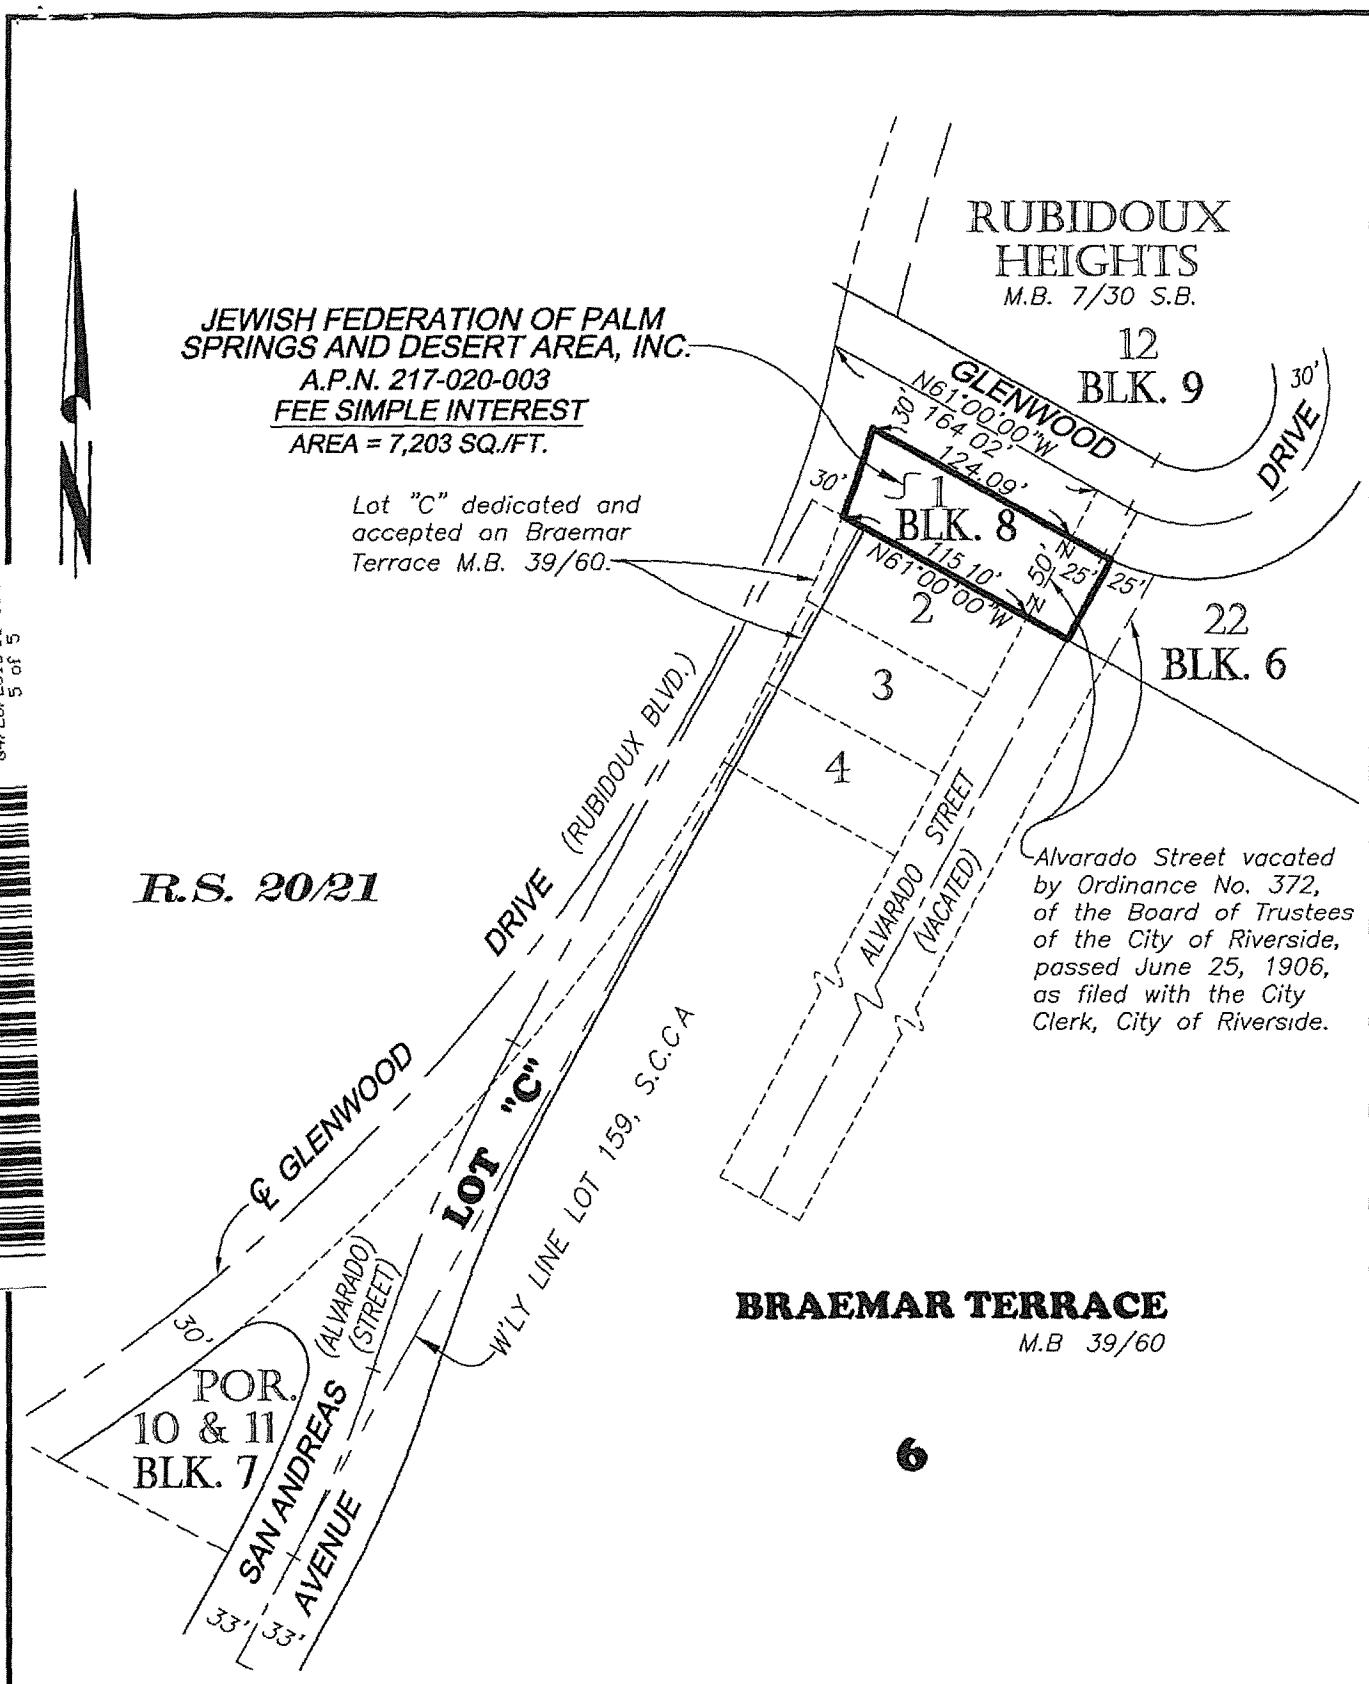 RUBIDOUX
HEIGHTS
M.B. 7/30 S.B.
12
BLK. 9
JEWISH FEDERATION OF PALM
SPRINGS AND DESERT AREA, INC.
A.P.N. 217-020-003
FEE SIMPLE INTEREST
AREA = 7,203 SQ./FT.
GLENWOOD
DRIVE
30'
N61°00'00"W
164.02'
30'
124.09'
30'
1
BLK. 8
Lot "C" dedicated and
accepted on Braemar
Terrace M.B. 39/60.
115.10'
N61°00'00"W
50'
25'
25'
2
22
BLK. 6
5 of 5
3
4
DRIVE (RUBIDOUX BLVD.)
ALVARADO STREET
(VACATED)
Alvarado Street vacated
by Ordinance No. 372,
of the Board of Trustees
of the City of Riverside,
passed June 25, 1906,
as filed with the City
Clerk, City of Riverside.
R.S. 20/21
LOT "C"
W'LY LINE LOT 159, S.C.C.A
℄ GLENWOOD
(ALVARADO)
(STREET)
30'
BRAEMAR TERRACE
M.B 39/60
POR.
10 & 11
BLK. 7
SAN ANDREAS
AVENUE
6
33'
33'